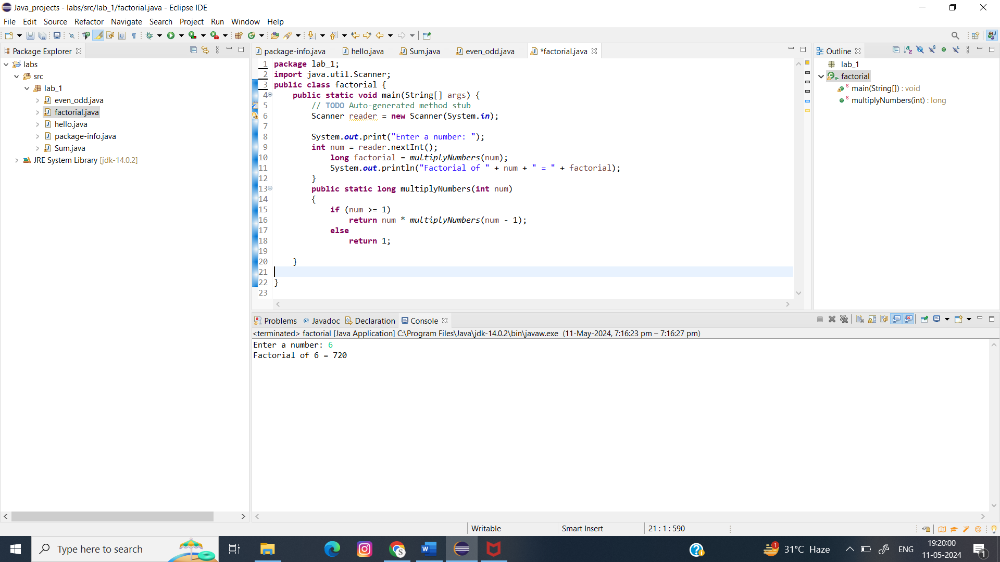 Java_projects - labs/src/lab_1/factorial.java - Eclipse IDE
File Edit Source Refactor Navigate Search Project Run Window Help
Package Explorer
labs
src
lab_1
even_odd.java
factorial.java
hello.java
package-info.java
Sum.java
JRE System Library [jdk-14.0.2]
package-info.java hello.java Sum.java even_odd.java *factorial.java
1 package lab_1;
2 import java.util.Scanner;
3 public class factorial {
4 public static void main(String[] args) {
5 // TODO Auto-generated method stub
6 Scanner reader = new Scanner(System.in);
7
8 System.out.print("Enter a number: ");
9 int num = reader.nextInt();
10 long factorial = multiplyNumbers(num);
11 System.out.println("Factorial of " + num + " = " + factorial);
12 }
13 public static long multiplyNumbers(int num)
14 {
15 if (num >= 1)
16 return num * multiplyNumbers(num - 1);
17 else
18 return 1;
19
20 }
21
22 }
23
Outline
lab_1
factorial
main(String[]) : void
multiplyNumbers(int) : long
Problems @ Javadoc Declaration Console
<terminated> factorial [Java Application] C:\Program Files\Java\jdk-14.0.2\bin\javaw.exe (11-May-2024, 7:16:23 pm – 7:16:27 pm)
Enter a number: 6
Factorial of 6 = 720
Writable Smart Insert 21 : 1 : 590
Type here to search
1 31°C Haze ENG 19:20:00 1
11-05-2024